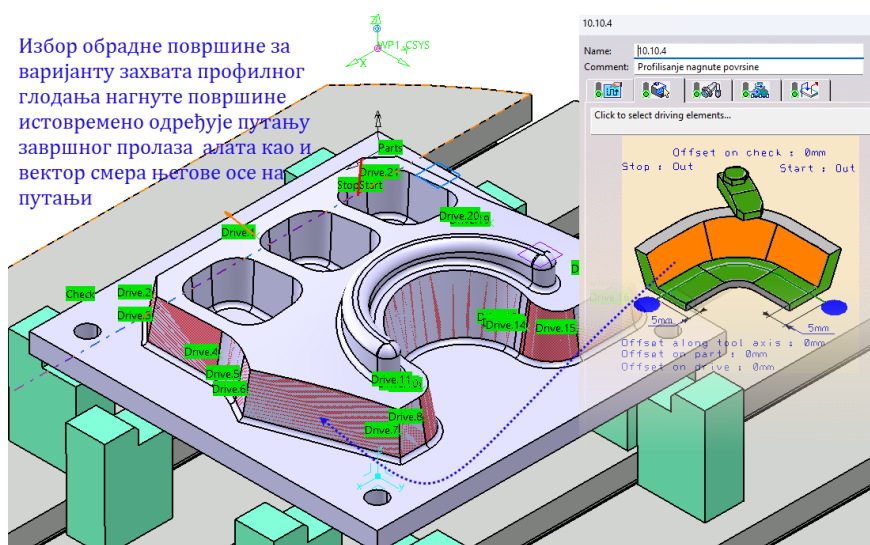 10.10.4
Избор обрадне површине за
варијанту захвата профилног
глодања нагнуте површине
истовремено одређује путању
завршног пролаза алата као и
вектор смера његове осе на
путањи
Z
WP1_CSYS
X
Name:
10.10.4
Comment:
Profilisanje nagnute povrsine
Click to select driving elements...
Offset on check : 0mm
Stop : Out
Start : Out
5mm
5mm
Offset along tool axis : 0mm
Offset on part : 0mm
Offset on drive : 0mm
Parts
Drive.21
Stop
Start
Drive.20
Check
Drive.2
Drive.3
Drive.4
Drive.5
Drive.6
Drive.14
Drive.15
Drive.11
Drive.8
Drive.7
X
Y